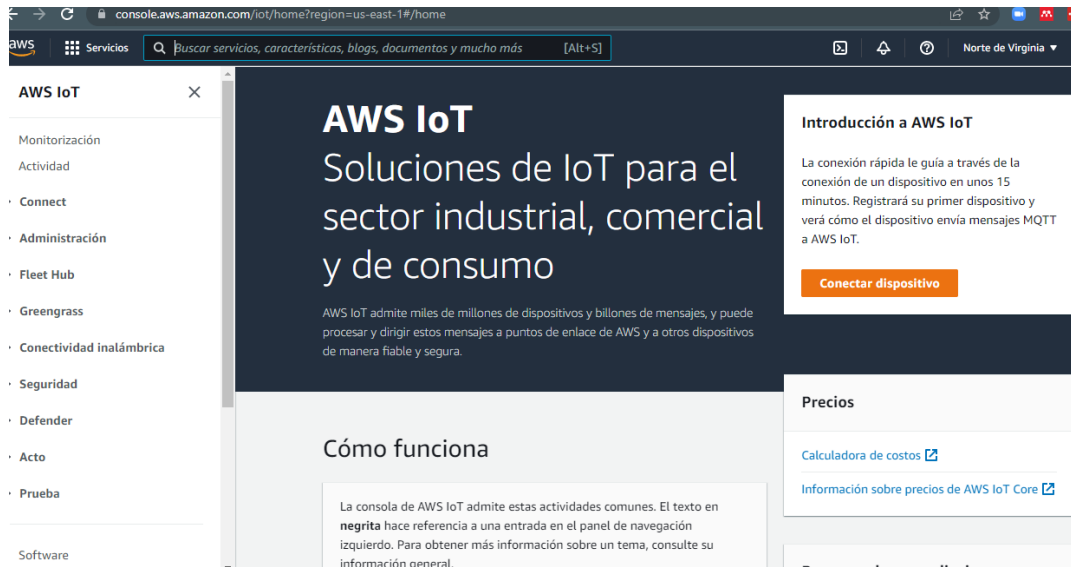 console.aws.amazon.com/iot/home?region=us-east-1#/home
aws
Servicios
Buscar servicios, características, blogs, documentos y mucho más [Alt+S]
Norte de Virginia
AWS IoT
Monitorización
Actividad
Connect
Administración
Fleet Hub
Greengrass
Conectividad inalámbrica
Seguridad
Defender
Acto
Prueba
Software
AWS IoT
Soluciones de IoT para el
sector industrial, comercial
y de consumo
AWS IoT admite miles de millones de dispositivos y billones de mensajes, y puede
procesar y dirigir estos mensajes a puntos de enlace de AWS y a otros dispositivos
de manera fiable y segura.
Cómo funciona
La consola de AWS IoT admite estas actividades comunes. El texto en
negrita hace referencia a una entrada en el panel de navegación
izquierdo. Para obtener más información sobre un tema, consulte su
información general.
Introducción a AWS IoT
La conexión rápida le guía a través de la
conexión de un dispositivo en unos 15
minutos. Registrará su primer dispositivo y
verá cómo el dispositivo envía mensajes MQTT
a AWS IoT.
Conectar dispositivo
Precios
Calculadora de costos
Información sobre precios de AWS IoT Core